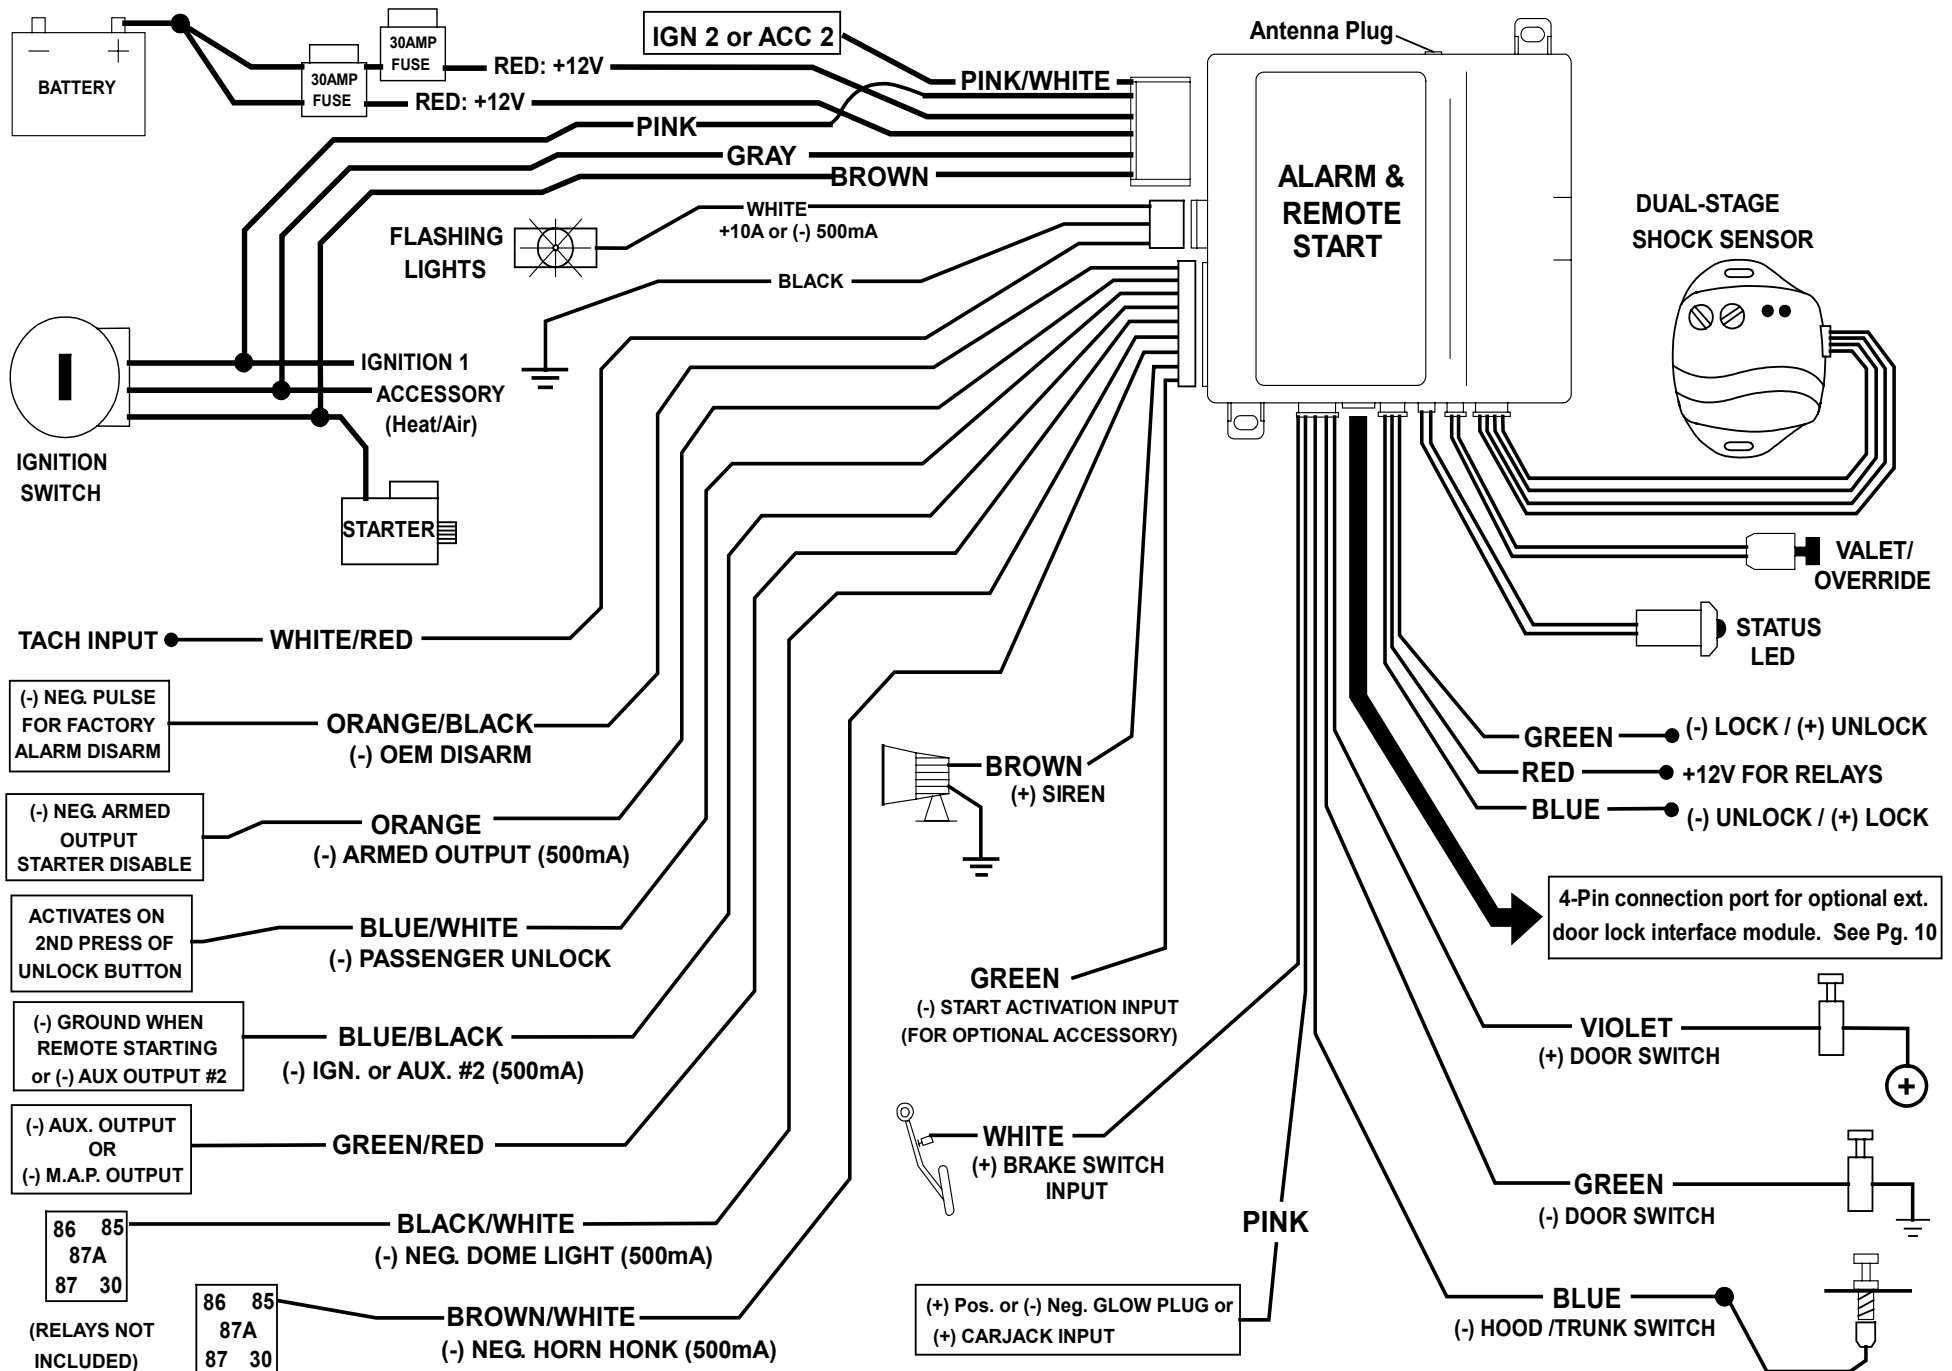 BATTERY
30AMP
FUSE
30AMP
FUSE
RED: +12V
RED: +12V
IGN 2 or ACC 2
PINK/WHITE
PINK
GRAY
BROWN
Antenna Plug
ALARM &
REMOTE
START
DUAL-STAGE
SHOCK SENSOR
FLASHING
LIGHTS
WHITE
+10A or (-) 500mA
BLACK
IGNITION 1
ACCESSORY
(Heat/Air)
IGNITION
SWITCH
STARTER
VALET/
OVERRIDE
STATUS
LED
TACH INPUT
WHITE/RED
(-) NEG. PULSE
FOR FACTORY
ALARM DISARM
ORANGE/BLACK
(-) OEM DISARM
(-) NEG. ARMED
OUTPUT
STARTER DISABLE
ORANGE
(-) ARMED OUTPUT (500mA)
ACTIVATES ON
2ND PRESS OF
UNLOCK BUTTON
BLUE/WHITE
(-) PASSENGER UNLOCK
(-) GROUND WHEN
REMOTE STARTING
or (-) AUX OUTPUT #2
BLUE/BLACK
(-) IGN. or AUX. #2 (500mA)
(-) AUX. OUTPUT
OR
(-) M.A.P. OUTPUT
GREEN/RED
86 85
87A
87 30
BLACK/WHITE
(-) NEG. DOME LIGHT (500mA)
(RELAYS NOT
INCLUDED)
86 85
87A
87 30
BROWN/WHITE
(-) NEG. HORN HONK (500mA)
BROWN
(+) SIREN
GREEN
(-) START ACTIVATION INPUT
(FOR OPTIONAL ACCESSORY)
WHITE
(+) BRAKE SWITCH
INPUT
PINK
(+) Pos. or (-) Neg. GLOW PLUG or
(+) CARJACK INPUT
GREEN
(-) LOCK / (+) UNLOCK
RED
+12V FOR RELAYS
BLUE
(-) UNLOCK / (+) LOCK
4-Pin connection port for optional ext.
door lock interface module. See Pg. 10
VIOLET
(+) DOOR SWITCH
GREEN
(-) DOOR SWITCH
BLUE
(-) HOOD /TRUNK SWITCH